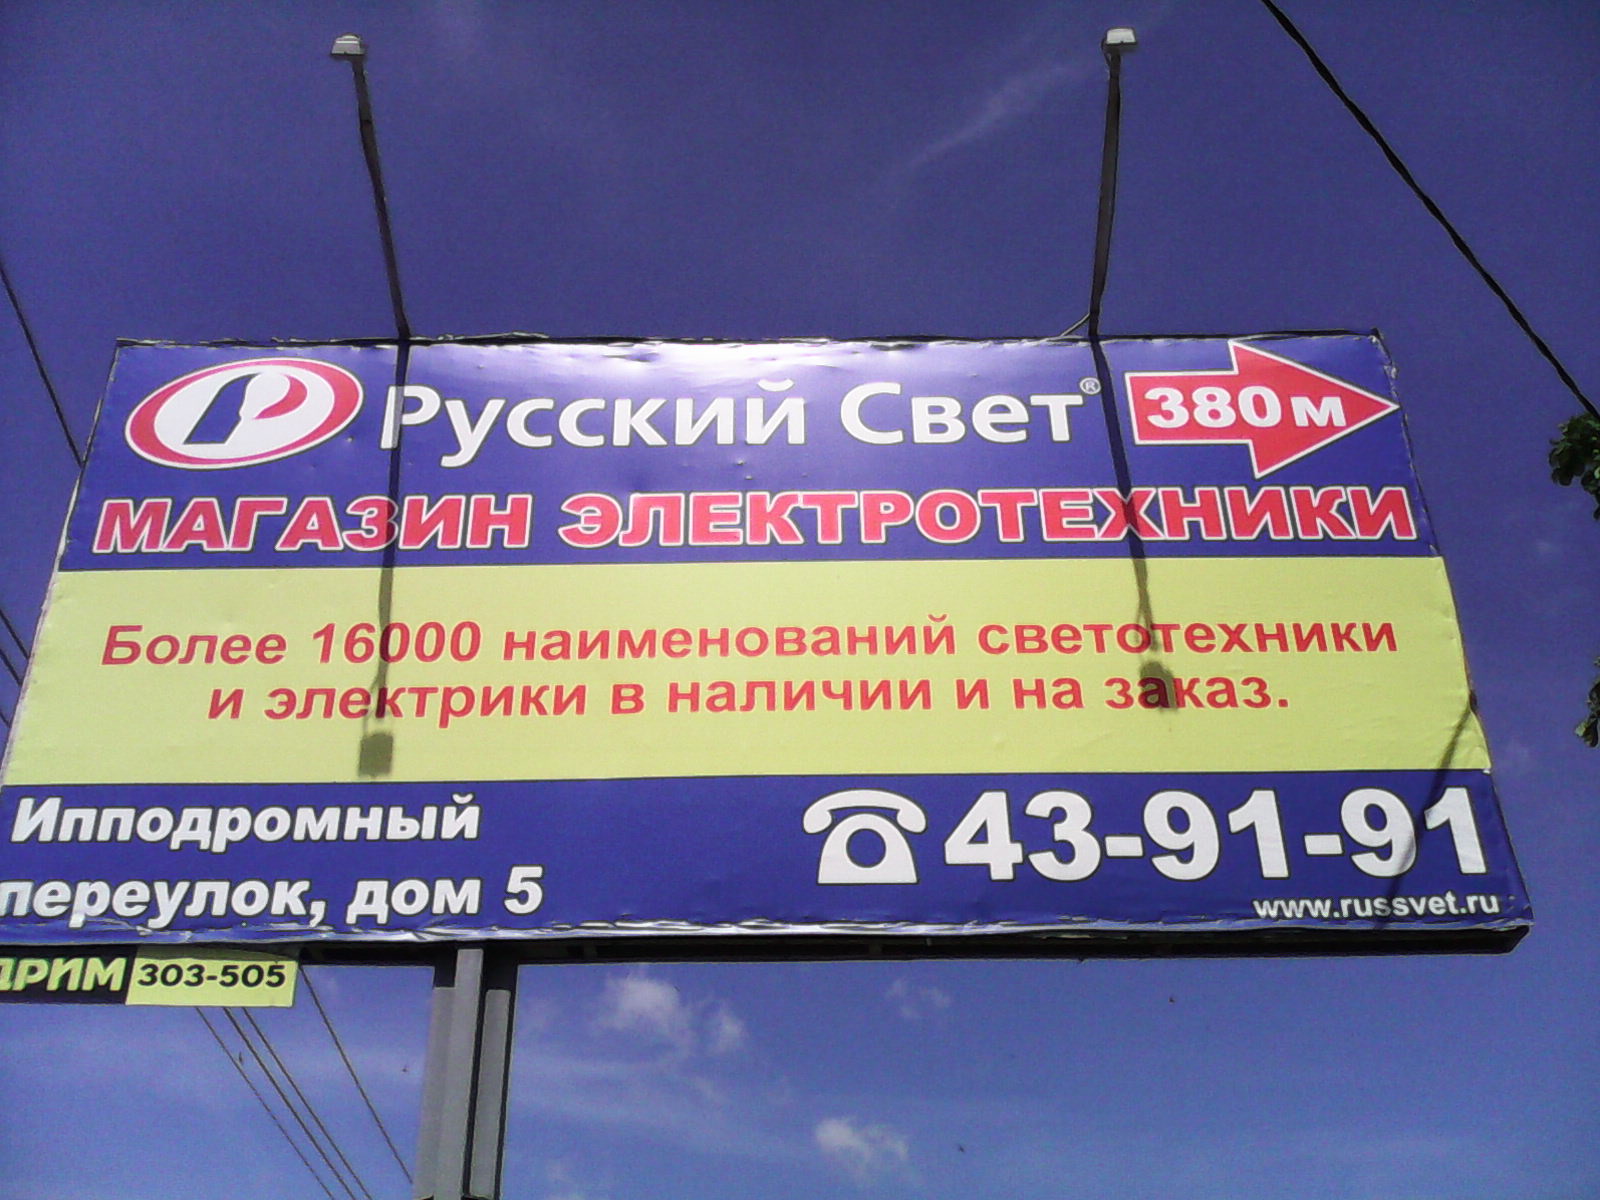 Русский Свет® 380м
МАГАЗИН ЭЛЕКТРОТЕХНИКИ
Более 16000 наименований светотехники
и электрики в наличии и на заказ.
Ипподромный
переулок, дом 5
43-91-91
www.russvet.ru
ДРИМ 303-505